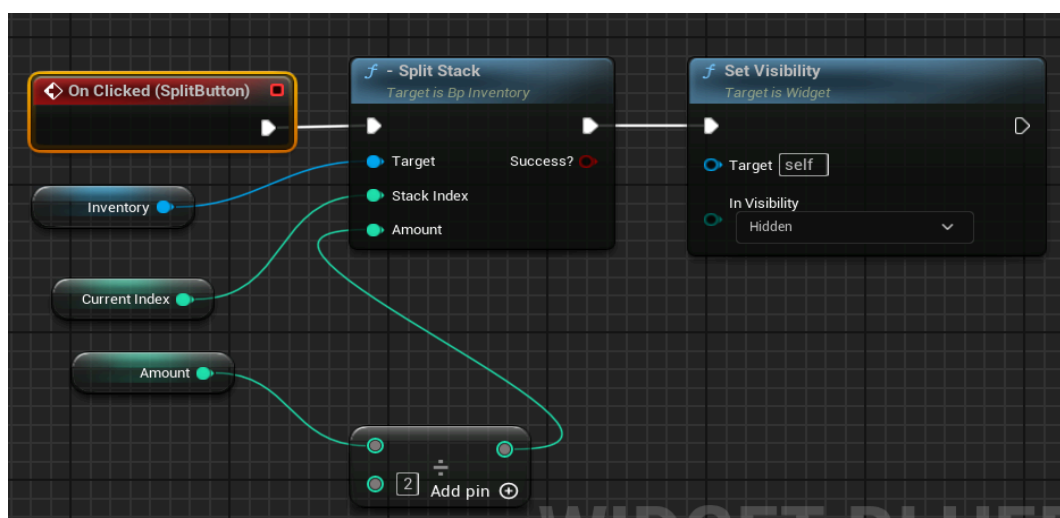 On Clicked (SplitButton)
f - Split Stack
Target is Bp Inventory
Target
Success?
Stack Index
Amount
f Set Visibility
Target is Widget
Target self
In Visibility
Hidden
Inventory
Current Index
Amount
÷
2
Add pin
WIDGET